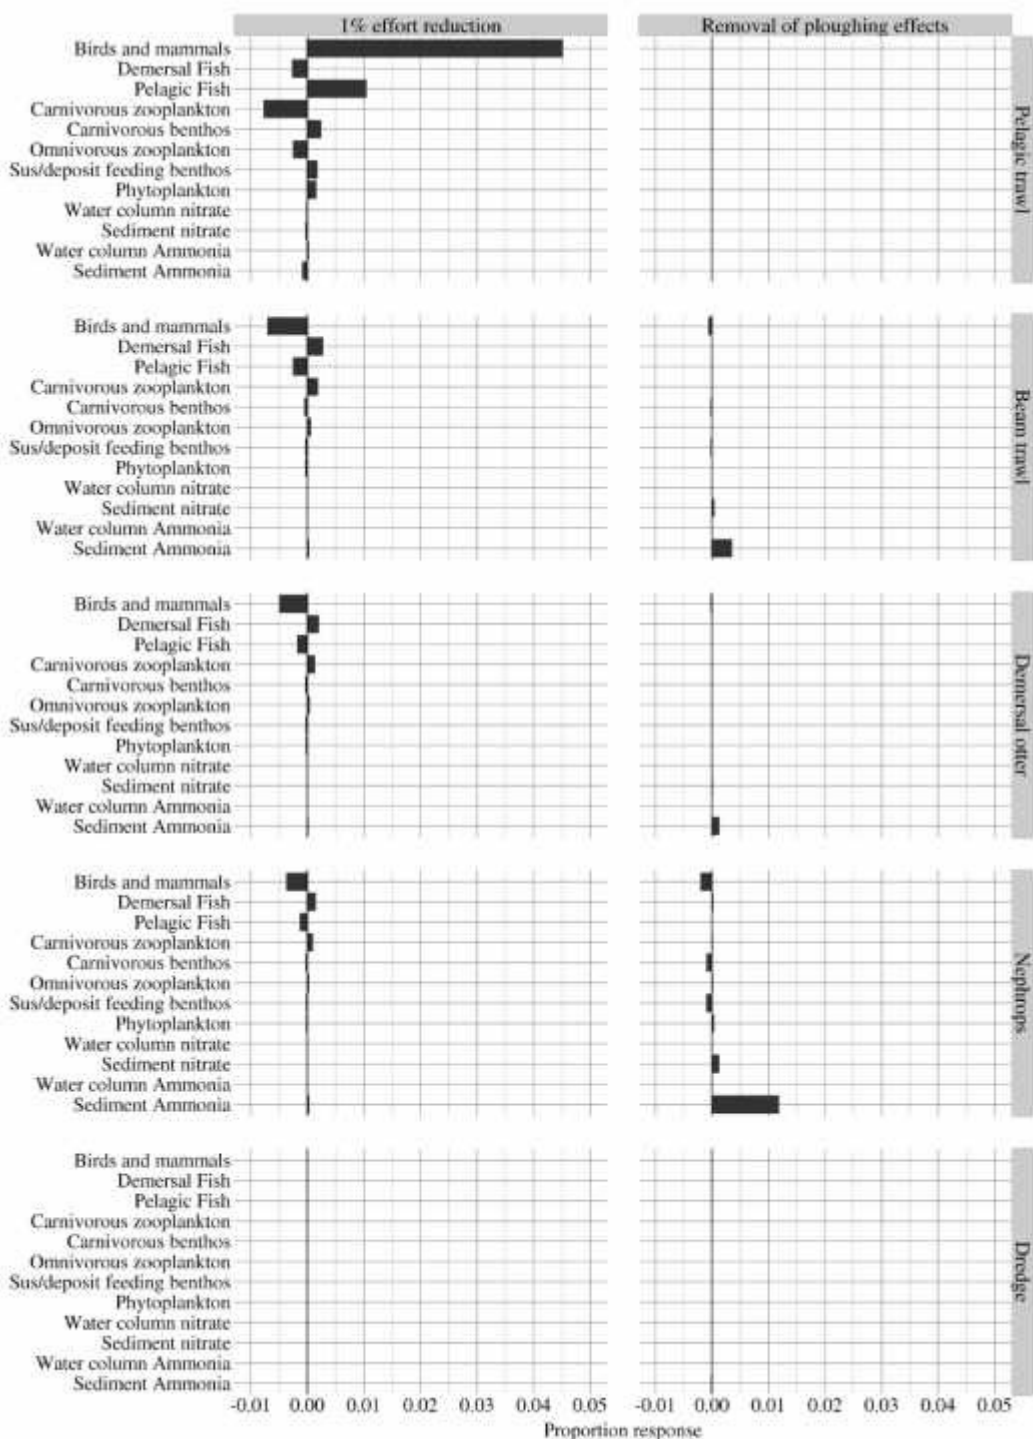 1% effort reduction
Removal of ploughing effects
Birds and mammals
Demersal Fish
Pelagic Fish
Carnivorous zooplankton
Carnivorous benthos
Omnivorous zooplankton
Sus/deposit feeding benthos
Phytoplankton
Water column nitrate
Sediment nitrate
Water column Ammonia
Sediment Ammonia
Pelagic trawl
Birds and mammals
Demersal Fish
Pelagic Fish
Carnivorous zooplankton
Carnivorous benthos
Omnivorous zooplankton
Sus/deposit feeding benthos
Phytoplankton
Water column nitrate
Sediment nitrate
Water column Ammonia
Sediment Ammonia
Beam trawl
Birds and mammals
Demersal Fish
Pelagic Fish
Carnivorous zooplankton
Carnivorous benthos
Omnivorous zooplankton
Sus/deposit feeding benthos
Phytoplankton
Water column nitrate
Sediment nitrate
Water column Ammonia
Sediment Ammonia
Demersal otter
Birds and mammals
Demersal Fish
Pelagic Fish
Carnivorous zooplankton
Carnivorous benthos
Omnivorous zooplankton
Sus/deposit feeding benthos
Phytoplankton
Water column nitrate
Sediment nitrate
Water column Ammonia
Sediment Ammonia
Nephrops
Birds and mammals
Demersal Fish
Pelagic Fish
Carnivorous zooplankton
Carnivorous benthos
Omnivorous zooplankton
Sus/deposit feeding benthos
Phytoplankton
Water column nitrate
Sediment nitrate
Water column Ammonia
Sediment Ammonia
Dredge
-0.01 0.00 0.01 0.02 0.03 0.04 0.05
-0.01 0.00 0.01 0.02 0.03 0.04 0.05
Proportion response